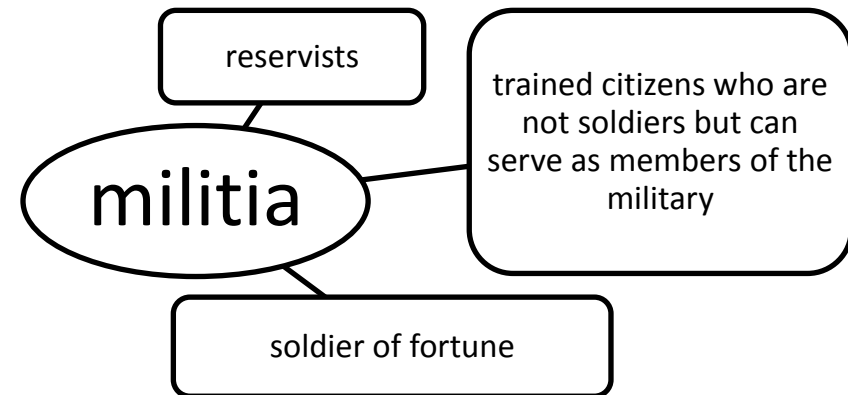 reservists
trained citizens who are
not soldiers but can
serve as members of the
military
militia
soldier of fortune